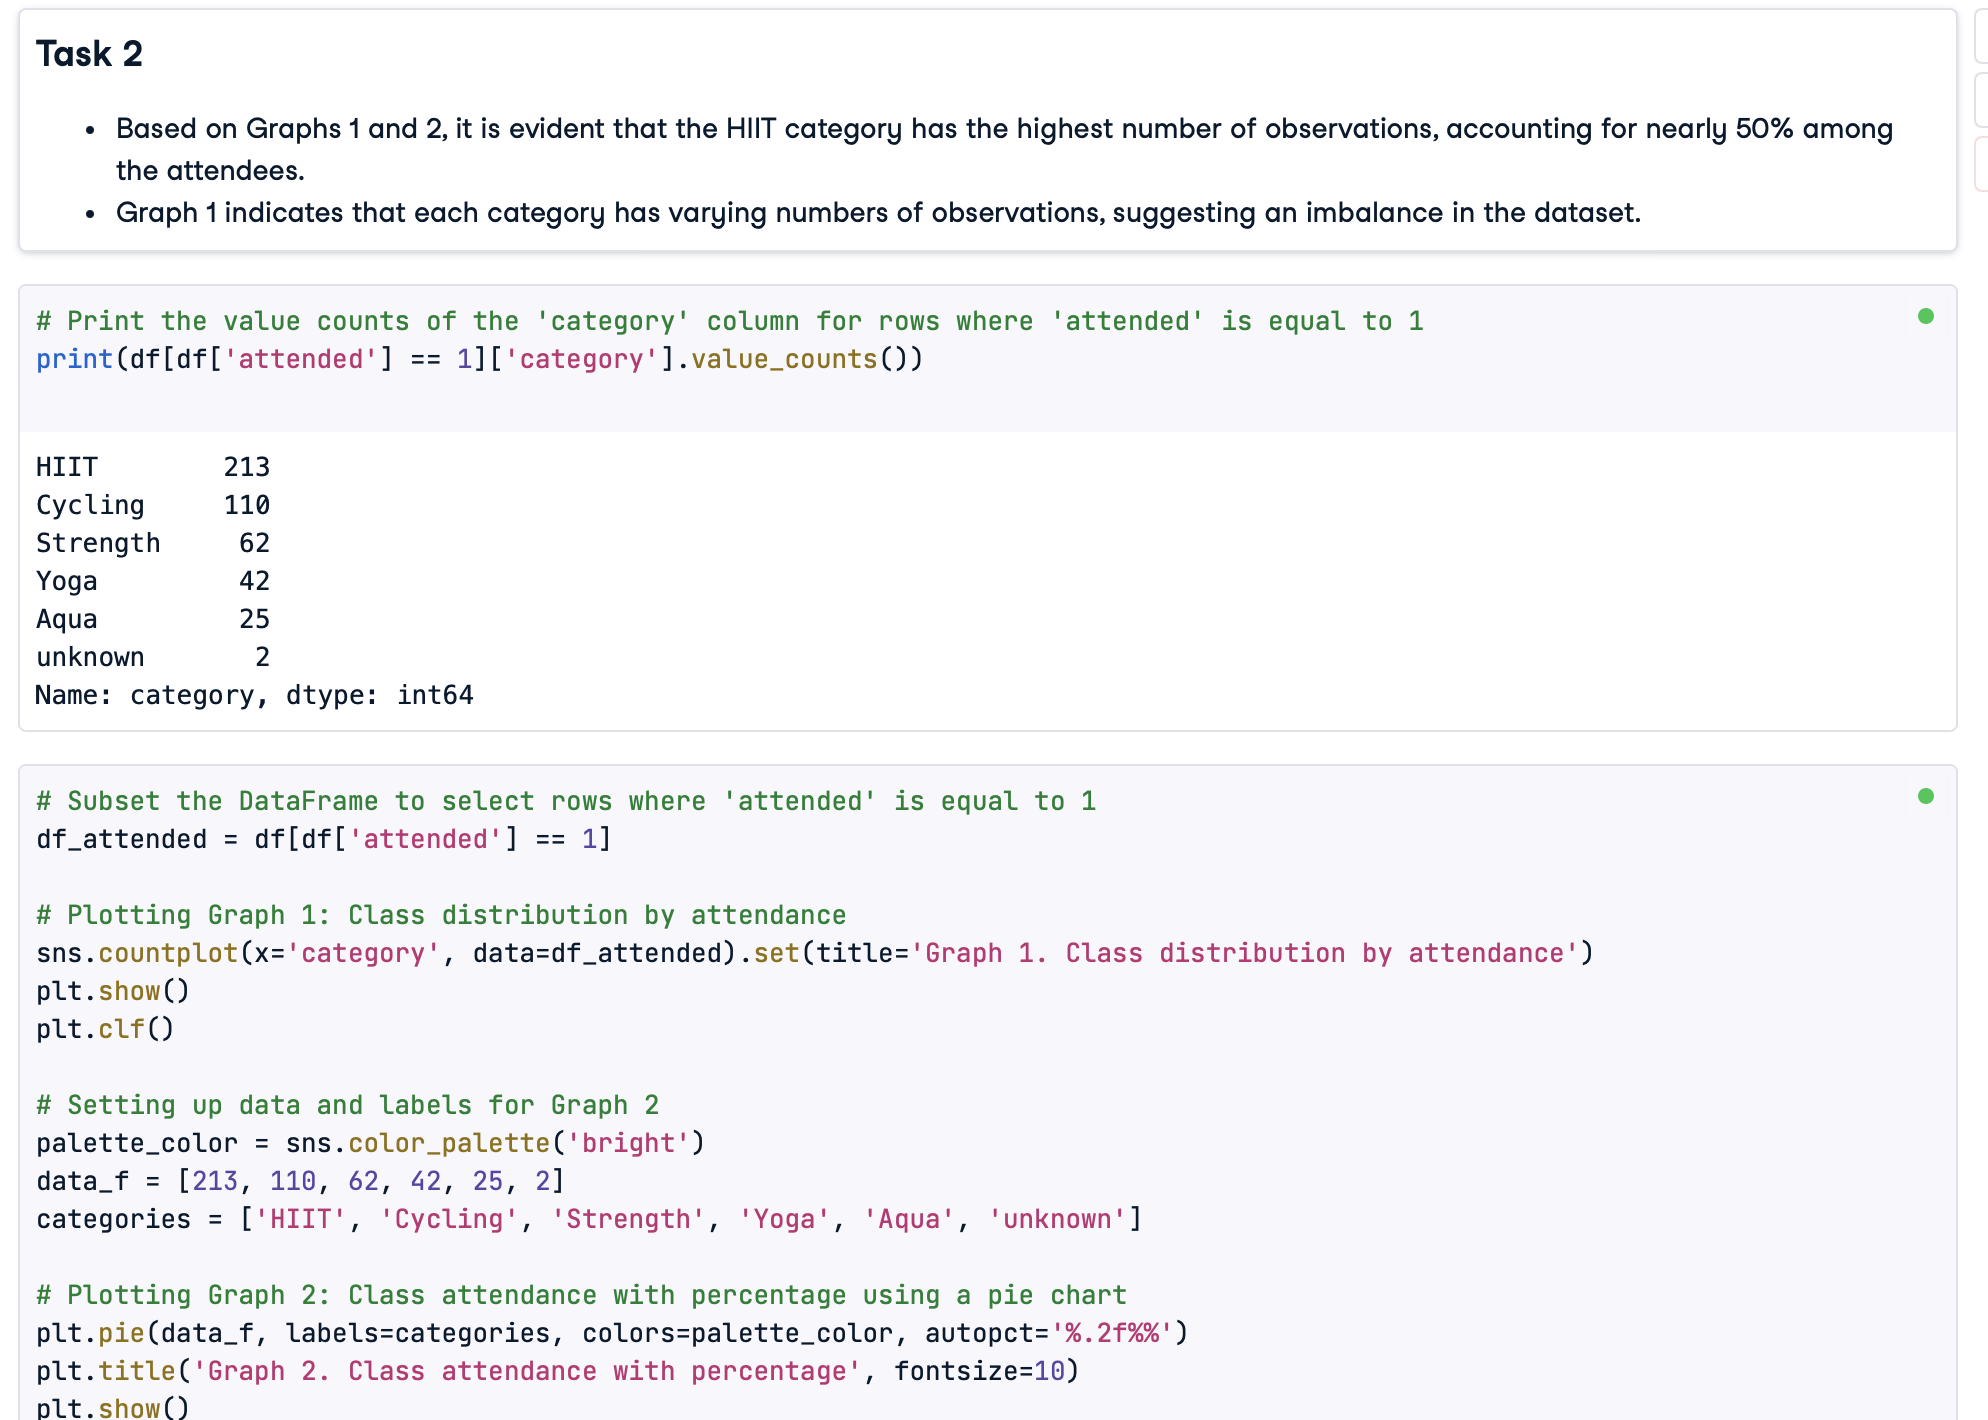 Task 2
• Based on Graphs 1 and 2, it is evident that the HIIT category has the highest number of observations, accounting for nearly 50% among
the attendees.
• Graph 1 indicates that each category has varying numbers of observations, suggesting an imbalance in the dataset.
# Print the value counts of the 'category' column for rows where 'attended' is equal to 1
print(df[df['attended'] == 1]['category'].value_counts())
HIIT        213
Cycling     110
Strength     62
Yoga         42
Aqua         25
unknown       2
Name: category, dtype: int64
# Subset the DataFrame to select rows where 'attended' is equal to 1
df_attended = df[df['attended'] == 1]
# Plotting Graph 1: Class distribution by attendance
sns.countplot(x='category', data=df_attended).set(title='Graph 1. Class distribution by attendance')
plt.show()
plt.clf()
# Setting up data and labels for Graph 2
palette_color = sns.color_palette('bright')
data_f = [213, 110, 62, 42, 25, 2]
categories = ['HIIT', 'Cycling', 'Strength', 'Yoga', 'Aqua', 'unknown']
# Plotting Graph 2: Class attendance with percentage using a pie chart
plt.pie(data_f, labels=categories, colors=palette_color, autopct='%.2f%%')
plt.title('Graph 2. Class attendance with percentage', fontsize=10)
plt.show()